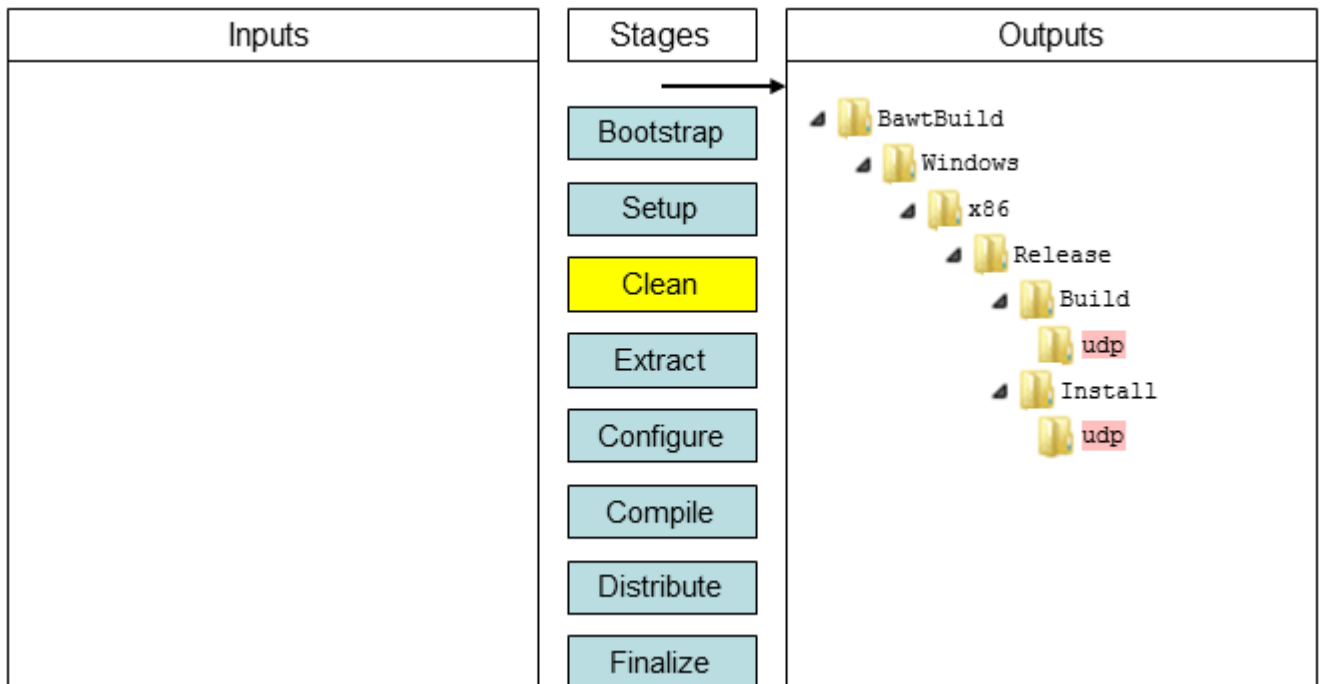 Inputs
Stages
Outputs
Bootstrap
Setup
Clean
Extract
Configure
Compile
Distribute
Finalize
BawtBuild
Windows
x86
Release
Build
udp
Install
udp